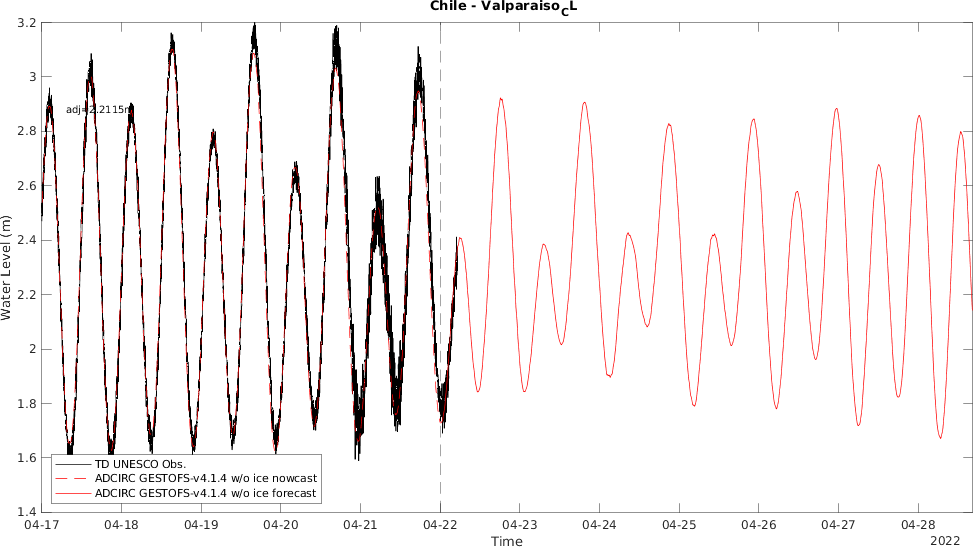 Chile - ValparaisoCL
3.2
3
2.8
2.6
2.4
2.2
2
1.8
1.6
1.4
Water Level (m)
adj=2.2115m
TD UNESCO Obs.
ADCIRC GESTOFS-v4.1.4 w/o ice nowcast
ADCIRC GESTOFS-v4.1.4 w/o ice forecast
04-17 04-18 04-19 04-20 04-21 04-22 04-23 04-24 04-25 04-26 04-27 04-28
Time
2022